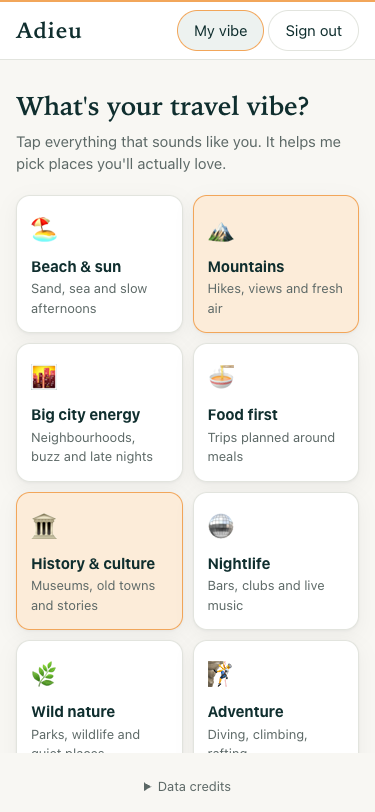 Adieu
My vibe
Sign out
What's your travel vibe?
Tap everything that sounds like you. It helps me
pick places you'll actually love.
Beach & sun
Sand, sea and slow
afternoons
Mountains
Hikes, views and fresh
air
Big city energy
Neighbourhoods,
buzz and late nights
Food first
Trips planned around
meals
History & culture
Museums, old towns
and stories
Nightlife
Bars, clubs and live
music
Wild nature
Parks, wildlife and
quiet places
Adventure
Diving, climbing,
rafting
Data credits